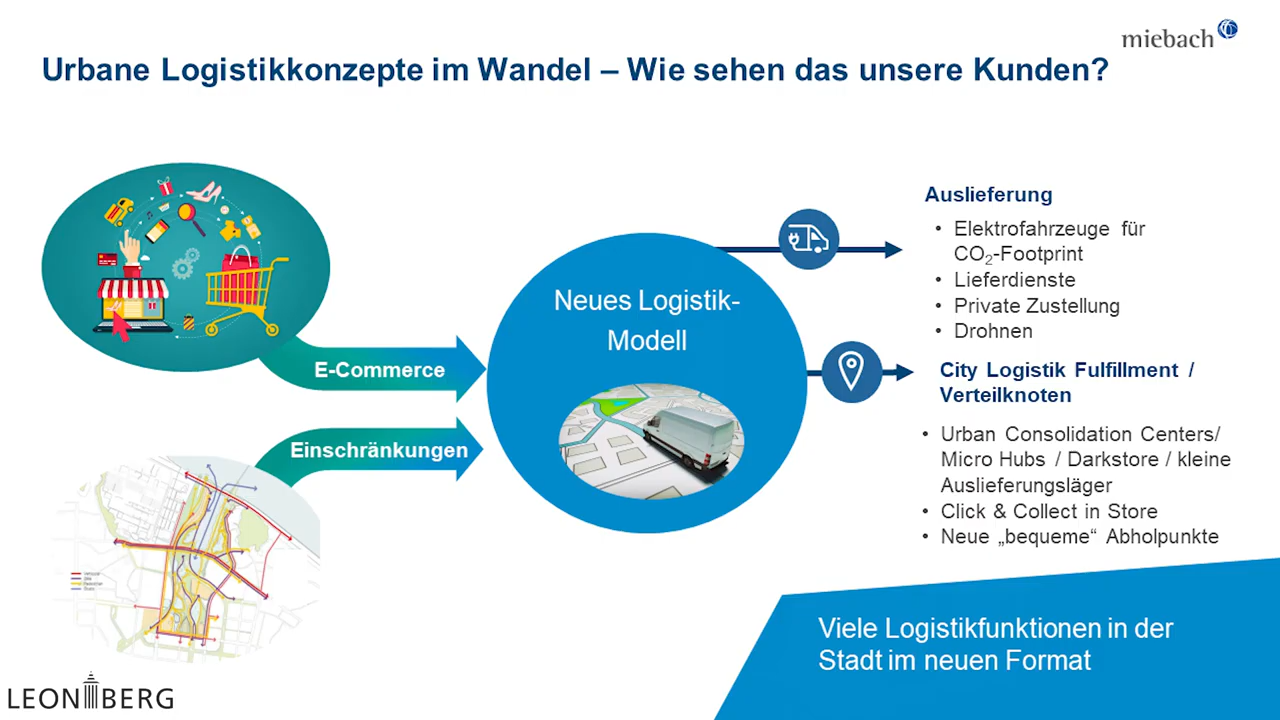 miebach
Urbane Logistikkonzepte im Wandel – Wie sehen das unsere Kunden?
E-Commerce
Einschränkungen
Neues Logistik-
Modell
Auslieferung
• Elektrofahrzeuge für
CO₂-Footprint
• Lieferdienste
• Private Zustellung
• Drohnen
City Logistik Fulfillment /
Verteilknoten
• Urban Consolidation Centers/
Micro Hubs / Darkstore / kleine
Auslieferungsläger
• Click & Collect in Store
• Neue „bequeme“ Abholpunkte
Viele Logistikfunktionen in der
Stadt im neuen Format
LEONBERG